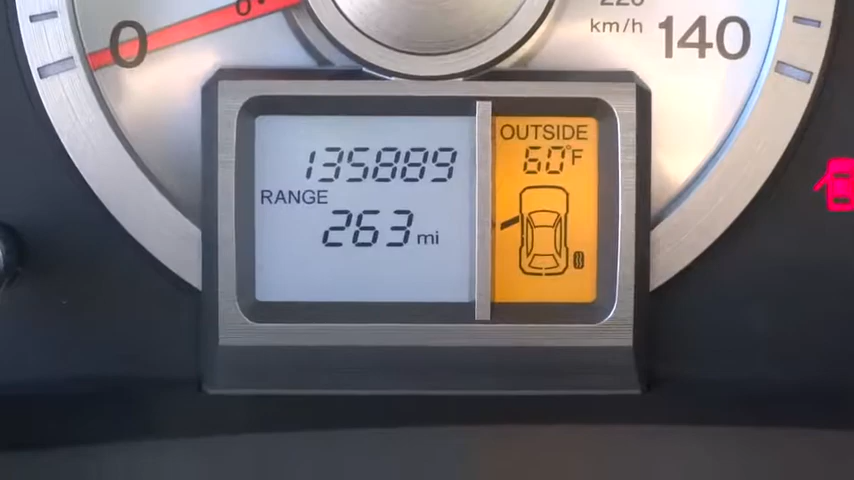 0
km/h
140
OUTSIDE
135889
60°F
RANGE
263 mi